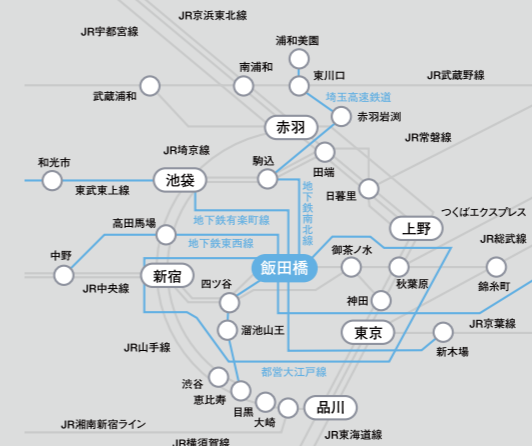 JR京浜東北線
JR宇都宮線
浦和美園
南浦和
東川口
JR武蔵野線
武蔵浦和
埼玉高速鉄道
赤羽岩渕
赤羽
JR常磐線
JR埼京線
駒込
田端
和光市
池袋
日暮里
東武東上線
地下鉄南北線
つくばエクスプレス
地下鉄有楽町線
高田馬場
上野
地下鉄東西線
JR総武線
中野
御茶ノ水
飯田橋
新宿
四ツ谷
秋葉原
錦糸町
JR中央線
神田
JR京葉線
溜池山王
東京
新木場
JR山手線
都営大江戸線
渋谷
恵比寿
目黒
大崎
品川
JR湘南新宿ライン
JR東海道線
JR横須賀線